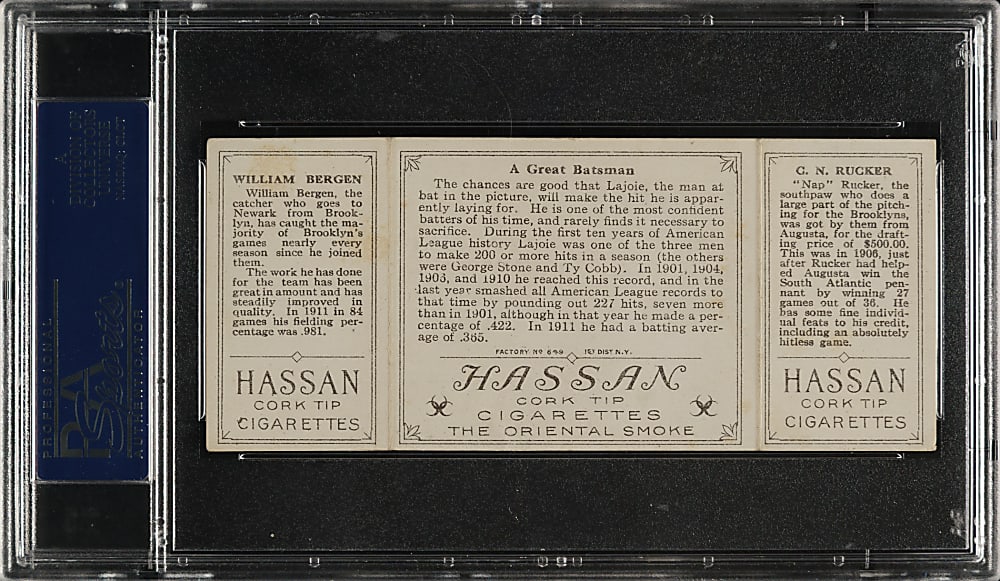 WILLIAM BERGEN
William Bergen, the
catcher who goes to
Newark from Brook-
lyn, has caught the ma-
jority of Brooklyn's
games nearly every
season since he joined
them.
The work he has done
for the team has been
great in amount and has
steadily improved in
quality. In 1911 in 84
games his fielding per-
centage was .981.
HASSAN
CORK TIP
CIGARETTES
A Great Batsman
The chances are good that Lajoie, the man at
bat in the picture, will make the hit he is appar-
ently laying for. He is one of the most confident
batters of his time, and rarely finds it necessary to
sacrifice. During the first ten years of American
League history Lajoie was one of the three men
to make 200 or more hits in a season (the others
were George Stone and Ty Cobb). In 1901, 1904,
1903, and 1910 he reached this record, and in the
last year smashed all American League records to
that time by pounding out 227 hits, seven more
than in 1901, although in that year he made a per-
centage of .422. In 1911 he had a batting aver-
age of .365.
FACTORY Nº 649 1ST DIST N.Y.
HASSAN
CORK TIP
CIGARETTES
THE ORIENTAL SMOKE
C. N. RUCKER
"Nap" Rucker, the
southpaw who does a
large part of the pitch-
ing for the Brooklyns,
was got by them from
Augusta, for the draft-
ing price of $500.00.
This was in 1906, just
after Rucker had help-
ed Augusta win the
South Atlantic pen-
nant by winning 27
games out of 36. He
has some fine individ-
ual feats to his credit,
including an absolutely
hitless game.
HASSAN
CORK TIP
CIGARETTES
PROFESSIONAL
PSA
Sports
AUTHENTICATOR
A
DIVISION OF
COLLECTORS
UNIVERSE